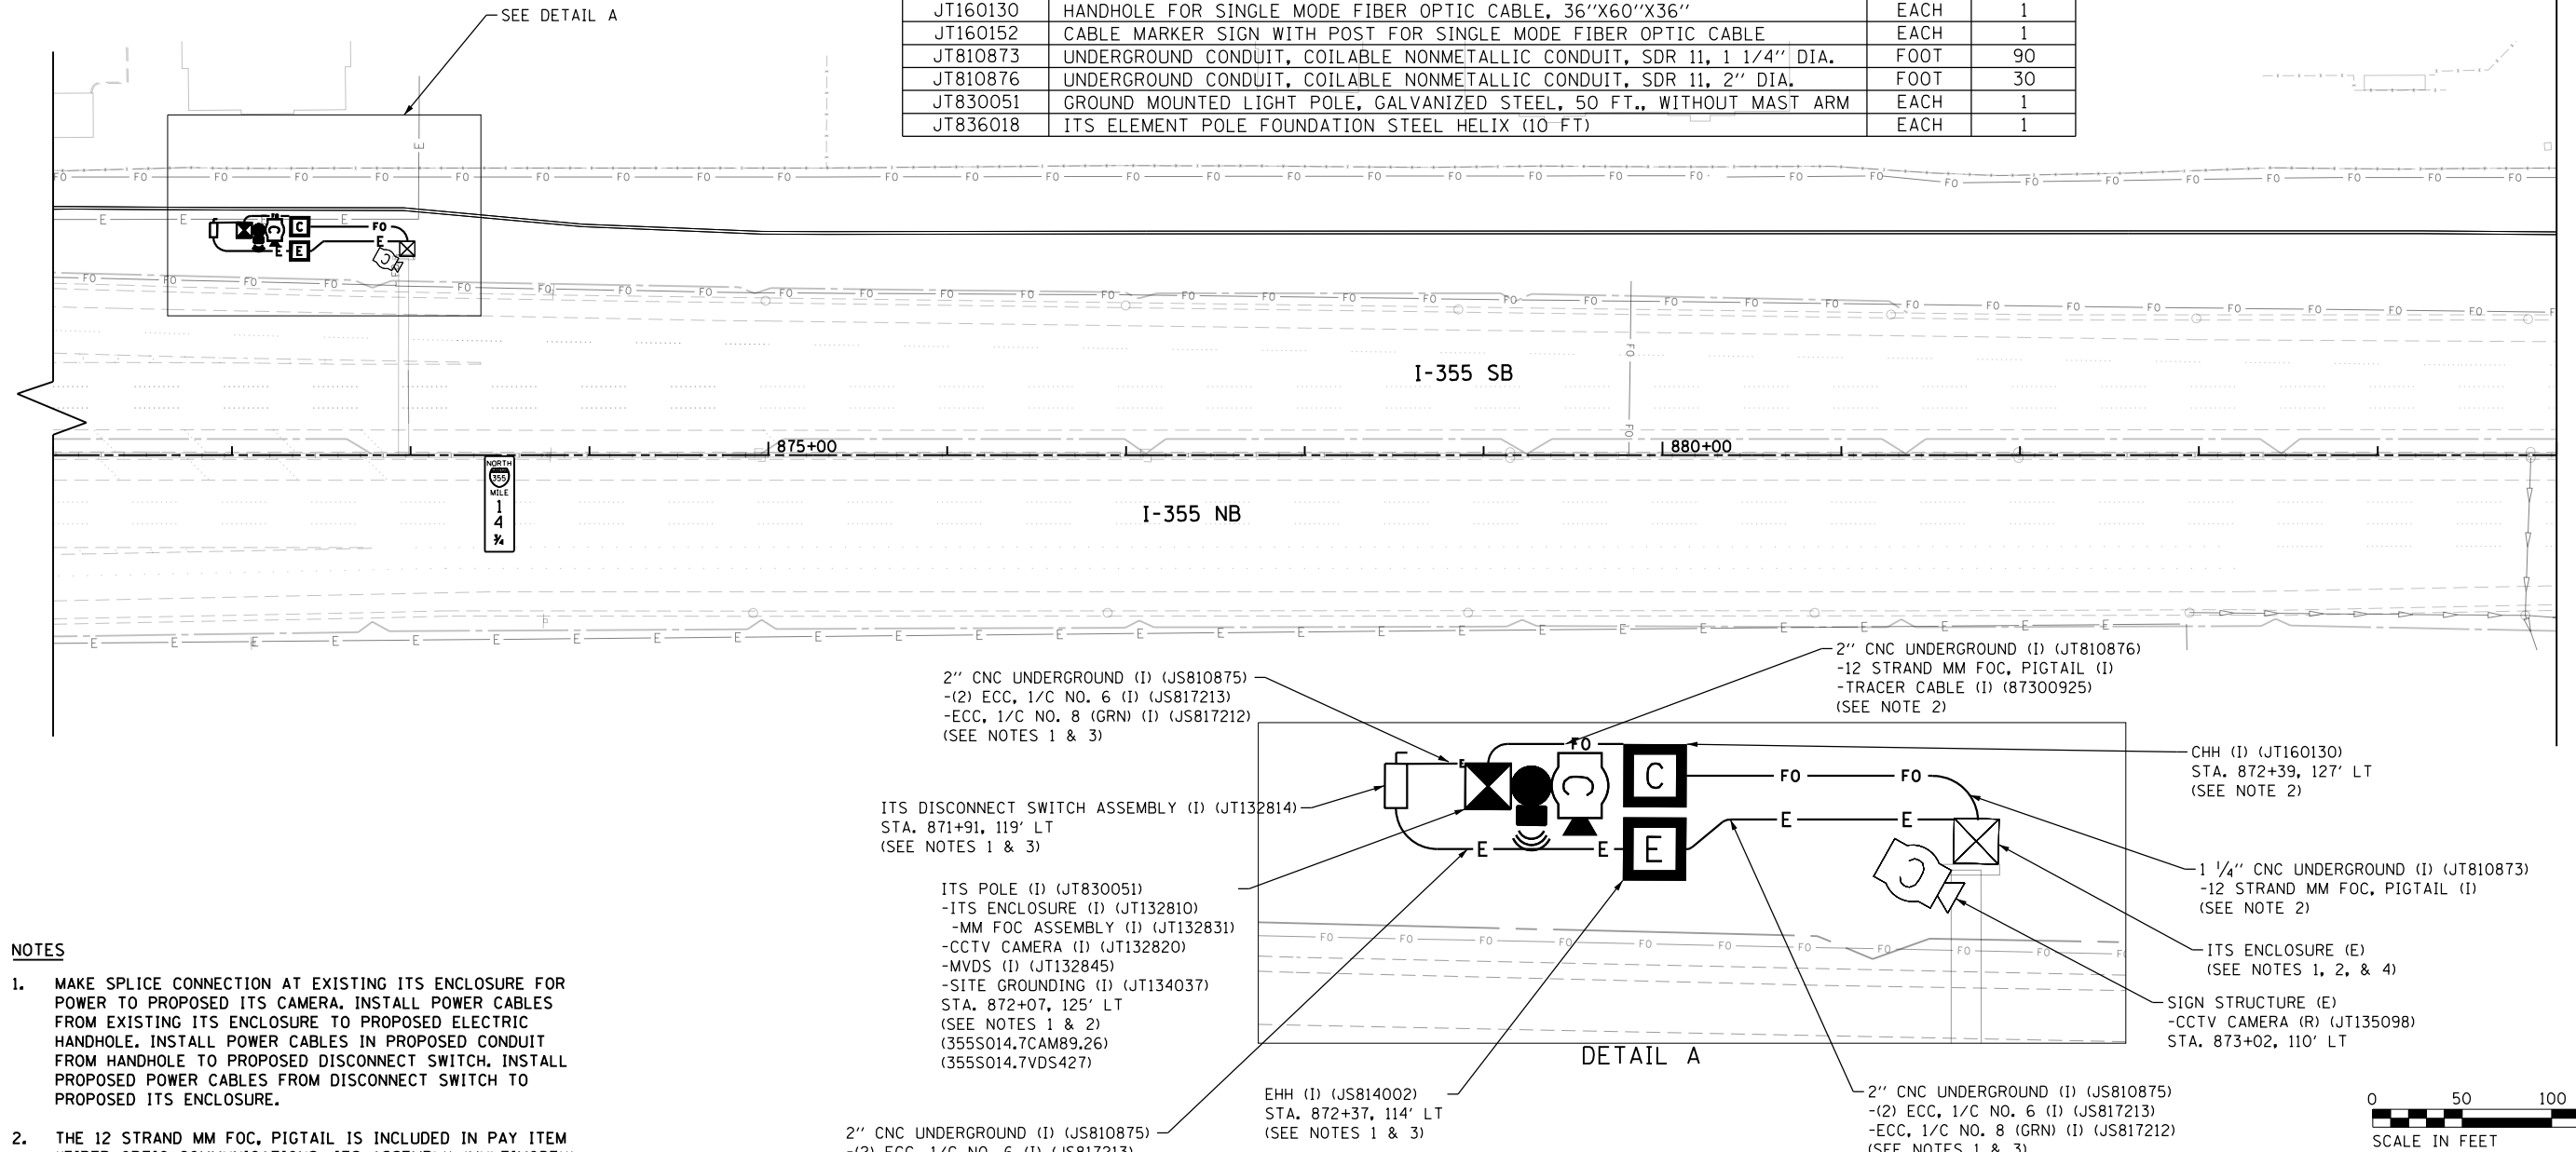 SEE DETAIL A
JT160130 HANDHOLE FOR SINGLE MODE FIBER OPTIC CABLE, 36"X60"X36" EACH 1
JT160152 CABLE MARKER SIGN WITH POST FOR SINGLE MODE FIBER OPTIC CABLE EACH 1
JT810873 UNDERGROUND CONDUIT, COILABLE NONMETALLIC CONDUIT, SDR 11, 1 1/4" DIA. FOOT 90
JT810876 UNDERGROUND CONDUIT, COILABLE NONMETALLIC CONDUIT, SDR 11, 2" DIA. FOOT 30
JT830051 GROUND MOUNTED LIGHT POLE, GALVANIZED STEEL, 50 FT., WITHOUT MAST ARM EACH 1
JT836018 ITS ELEMENT POLE FOUNDATION STEEL HELIX (10 FT) EACH 1
I-355 SB
875+00
880+00
NORTH
355
MILE
1
4
3/4
I-355 NB
2" CNC UNDERGROUND (I) (JS810875)
-(2) ECC, 1/C NO. 6 (I) (JS817213)
-ECC, 1/C NO. 8 (GRN) (I) (JS817212)
(SEE NOTES 1 & 3)
2" CNC UNDERGROUND (I) (JT810876)
-12 STRAND MM FOC, PIGTAIL (I)
-TRACER CABLE (I) (87300925)
(SEE NOTE 2)
CHH (I) (JT160130)
STA. 872+39, 127' LT
(SEE NOTE 2)
ITS DISCONNECT SWITCH ASSEMBLY (I) (JT132814)
STA. 871+91, 119' LT
(SEE NOTES 1 & 3)
FO
C
C
FO FO
E
E E
E
E E
C
1 1/4" CNC UNDERGROUND (I) (JT810873)
-12 STRAND MM FOC, PIGTAIL (I)
(SEE NOTE 2)
ITS POLE (I) (JT830051)
-ITS ENCLOSURE (I) (JT132810)
-MM FOC ASSEMBLY (I) (JT132831)
-CCTV CAMERA (I) (JT132820)
-MVDS (I) (JT132845)
-SITE GROUNDING (I) (JT134037)
STA. 872+07, 125' LT
(SEE NOTES 1 & 2)
(355S014.7CAM89.26)
(355S014.7VDS427)
ITS ENCLOSURE (E)
(SEE NOTES 1, 2, & 4)
SIGN STRUCTURE (E)
-CCTV CAMERA (R) (JT135098)
STA. 873+02, 110' LT
DETAIL A
EHH (I) (JS814002)
STA. 872+37, 114' LT
(SEE NOTES 1 & 3)
2" CNC UNDERGROUND (I) (JS810875)
-(2) ECC, 1/C NO. 6 (I) (JS817213)
-ECC, 1/C NO. 8 (GRN) (I) (JS817212)
(SEE NOTES 1 & 3)
2" CNC UNDERGROUND (I) (JS810875)
-(2) ECC, 1/C NO. 6 (I) (JS817213)
0 50 100
SCALE IN FEET
NOTES
1. MAKE SPLICE CONNECTION AT EXISTING ITS ENCLOSURE FOR
POWER TO PROPOSED ITS CAMERA. INSTALL POWER CABLES
FROM EXISTING ITS ENCLOSURE TO PROPOSED ELECTRIC
HANDHOLE. INSTALL POWER CABLES IN PROPOSED CONDUIT
FROM HANDHOLE TO PROPOSED DISCONNECT SWITCH. INSTALL
PROPOSED POWER CABLES FROM DISCONNECT SWITCH TO
PROPOSED ITS ENCLOSURE.
2. THE 12 STRAND MM FOC, PIGTAIL IS INCLUDED IN PAY ITEM